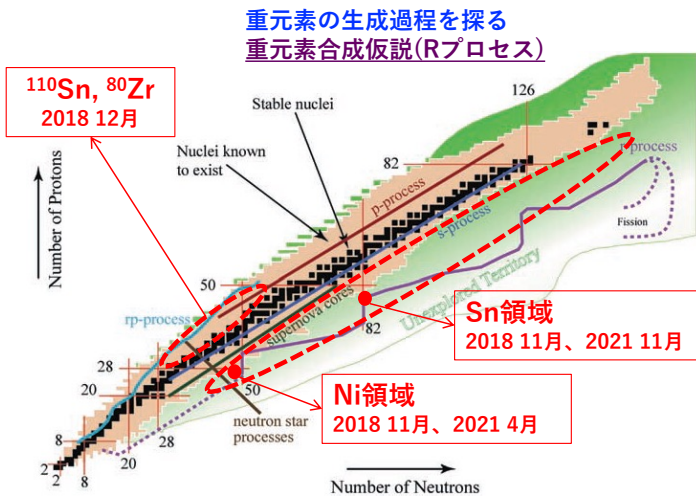 重元素の生成過程を探る
重元素合成仮説(Rプロセス)
¹¹⁰Sn, ⁸⁰Zr
2018 12月
Stable nuclei
126
Nuclei known
to exist
82
r-process
p-process
s-process
Fission
Number of Protons
50
supernova cores
Unexplored Territory
rp-process
82
Sn領域
2018 11月、2021 11月
28
20
50
Ni領域
2018 11月、2021 4月
neutron star
processes
28
20
8
2
8
2
Number of Neutrons